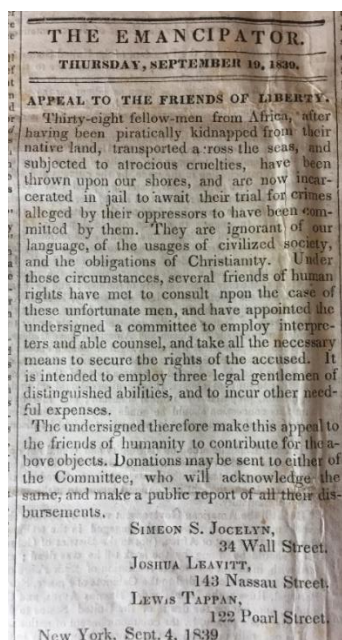 THE EMANCIPATOR.
THURSDAY, SEPTEMBER 19, 1839.
APPEAL TO THE FRIENDS OF LIBERTY.
Thirty-eight fellow-men from Africa, after
having been piratically kidnapped from their
native land, transported a ross the seas, and
subjected to atrocious cruelties, have been
thrown upon our shores, and are now incar-
cerated in jail to await their trial for crimes
alleged by their oppressors to have been com-
mitted by them. They are ignorant of our
language, of the usages of civilized society,
and the obligations of Christianity. Under
these circumstances, several friends of human
rights have met to consult npon the case of
these unfortunate men, and have appointed the
undersigned a committee to employ interpre-
ters and able counsel, and take all the necessary
means to secure the rights of the accused. It
is intended to employ three legal gentlemen of
distinguished abilities, and to incur other need-
ful expenses.
The undersigned therefore make this appeal to
the friends of humanity to contribute for the a-
bove objects. Donations may be sent to either of
the Committee, who will acknowledge the
same, and make a public report of all their dis-
bursements.
SIMEON S. JOCELYN,
34 Wall Street.
JOSHUA LEAVITT,
143 Nassau Street.
LEWIS TAPPAN,
122 Poarl Street.
New York, Sept. 4, 1839